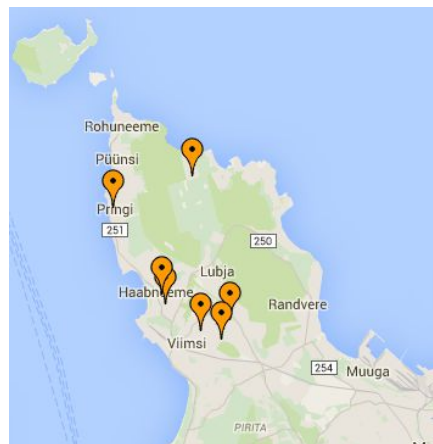 Rohuneeme
Püünsi
Pringi
251
250
Lubja
Haabneeme
Randvere
Viimsi
254
Muuga
PIRITA